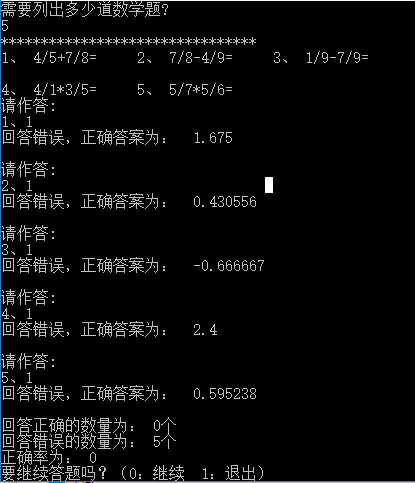 需要列出多少道数学题?
5
********************************
1、 4/5+7/8= 2、 7/8-4/9= 3、 1/9-7/9=
4、 4/1*3/5= 5、 5/7*5/6=
请作答:
1、1
回答错误，正确答案为: 1.675
请作答:
2、1
回答错误，正确答案为: 0.430556
请作答:
3、1
回答错误，正确答案为: -0.666667
请作答:
4、1
回答错误，正确答案为: 2.4
请作答:
5、1
回答错误，正确答案为: 0.595238
回答正确的数量为: 0个
回答错误的数量为: 5个
正确率为: 0
要继续答题吗? (0: 继续 1: 退出)